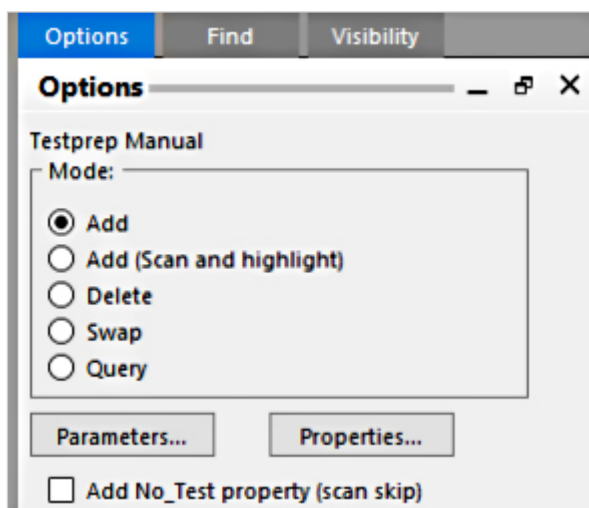 Options Find Visibility
Options
Testprep Manual
Mode:
Add
Add (Scan and highlight)
Delete
Swap
Query
Parameters... Properties...
Add No_Test property (scan skip)